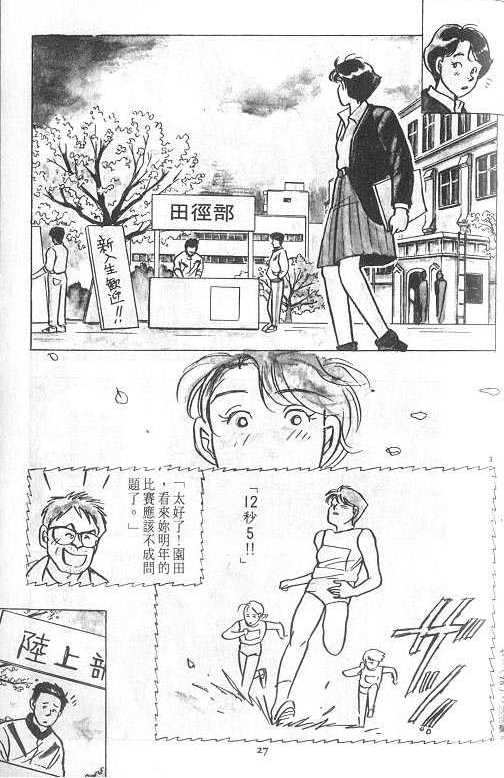 田徑部
新入生歡迎!!
「12秒5!!」
「太好了!園田
,看來妳明年的
比賽應該不成問
題了。」
陸上部
27